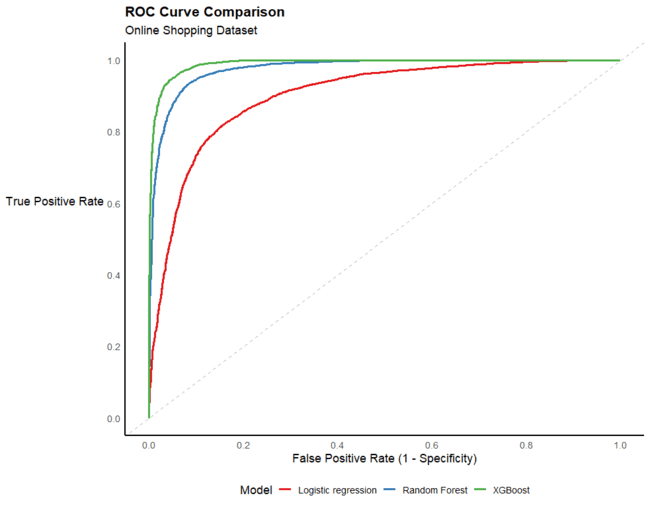 ROC Curve Comparison
Online Shopping Dataset
1.0
0.8
True Positive Rate 0.6
0.4
0.2
0.0
0.0 0.2 0.4 0.6 0.8 1.0
False Positive Rate (1 - Specificity)
Model Logistic regression Random Forest XGBoost